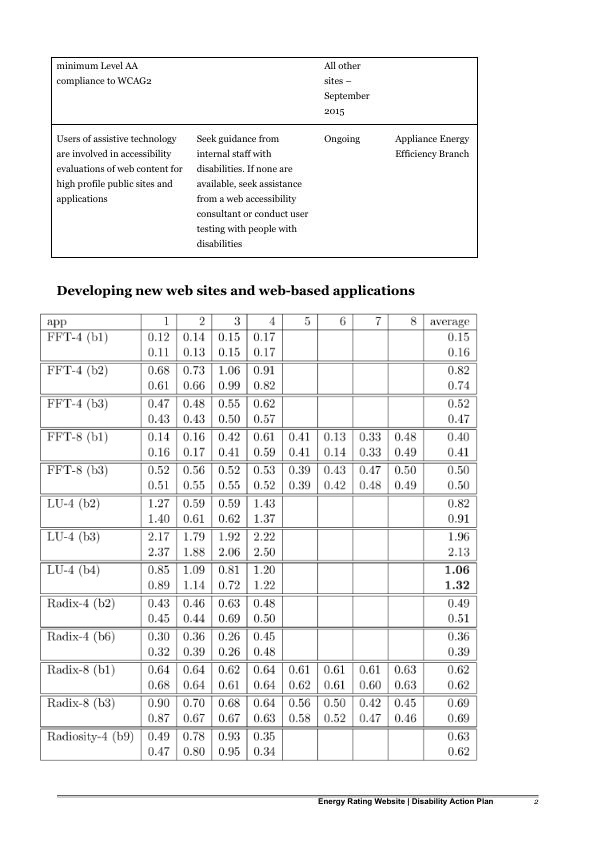 minimum Level AA
compliance to WCAG2
All other
sites –
September
2015
Users of assistive technology
are involved in accessibility
evaluations of web content for
high profile public sites and
applications
Seek guidance from
internal staff with
disabilities. If none are
available, seek assistance
from a web accessibility
consultant or conduct user
testing with people with
disabilities
Ongoing
Appliance Energy
Efficiency Branch
Developing new web sites and web-based applications
app 1 2 3 4 5 6 7 8 average
FFT-4 (b1) 0.12 0.14 0.15 0.17 0.15
0.11 0.13 0.15 0.17 0.16
FFT-4 (b2) 0.68 0.73 1.06 0.91 0.82
0.61 0.66 0.99 0.82 0.74
FFT-4 (b3) 0.47 0.48 0.55 0.62 0.52
0.43 0.43 0.50 0.57 0.47
FFT-8 (b1) 0.14 0.16 0.42 0.61 0.41 0.13 0.33 0.48 0.40
0.16 0.17 0.41 0.59 0.41 0.14 0.33 0.49 0.41
FFT-8 (b3) 0.52 0.56 0.52 0.53 0.39 0.43 0.47 0.50 0.50
0.51 0.55 0.55 0.52 0.39 0.42 0.48 0.49 0.50
LU-4 (b2) 1.27 0.59 0.59 1.43 0.82
1.40 0.61 0.62 1.37 0.91
LU-4 (b3) 2.17 1.79 1.92 2.22 1.96
2.37 1.88 2.06 2.50 2.13
LU-4 (b4) 0.85 1.09 0.81 1.20 1.06
0.89 1.14 0.72 1.22 1.32
Radix-4 (b2) 0.43 0.46 0.63 0.48 0.49
0.45 0.44 0.69 0.50 0.51
Radix-4 (b6) 0.30 0.36 0.26 0.45 0.36
0.32 0.39 0.26 0.48 0.39
Radix-8 (b1) 0.64 0.64 0.62 0.64 0.61 0.61 0.61 0.63 0.62
0.68 0.64 0.61 0.64 0.62 0.61 0.60 0.63 0.62
Radix-8 (b3) 0.90 0.70 0.68 0.64 0.56 0.50 0.42 0.45 0.69
0.87 0.67 0.67 0.63 0.58 0.52 0.47 0.46 0.69
Radiosity-4 (b9) 0.49 0.78 0.93 0.35 0.63
0.47 0.80 0.95 0.34 0.62
Energy Rating Website | Disability Action Plan 2